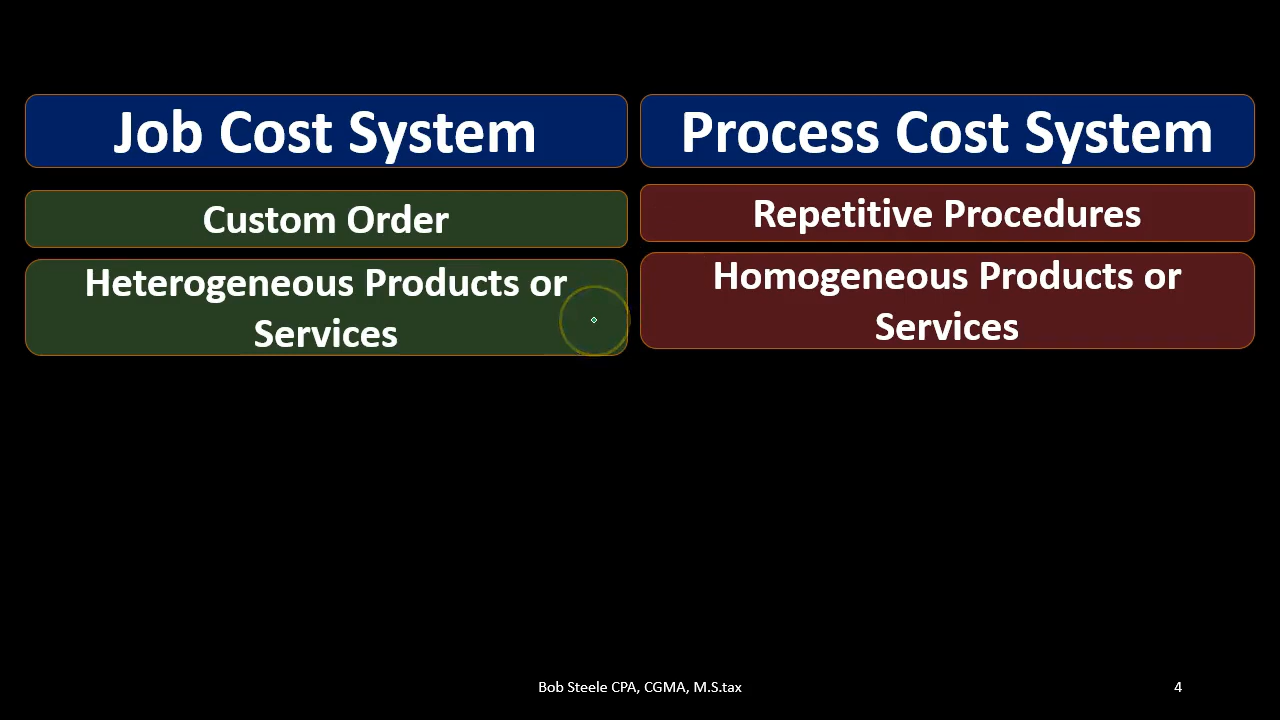 Job Cost System
Process Cost System
Custom Order
Repetitive Procedures
Heterogeneous Products or
Services
Homogeneous Products or
Services
Bob Steele CPA, CGMA, M.S.tax
4